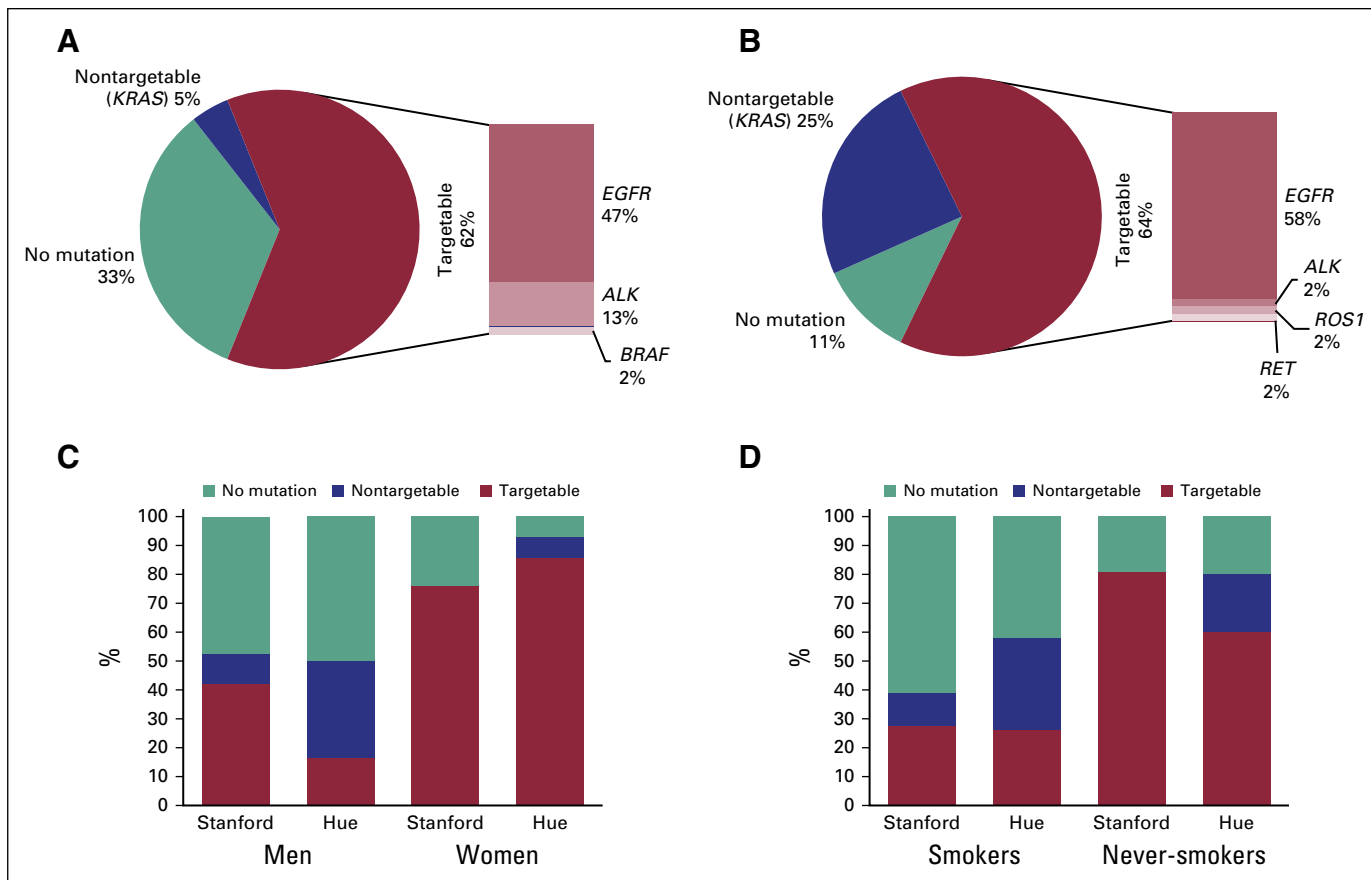 A
Nontargetable
(KRAS) 5%
No mutation
33%
Targetable
62%
EGFR
47%
ALK
13%
BRAF
2%
B
Nontargetable
(KRAS) 25%
No mutation
11%
Targetable
64%
EGFR
58%
ALK
2%
ROS1
2%
RET
2%
C
No mutation Nontargetable Targetable
100
90
80
70
60
50
40
30
20
10
0
%
Stanford Hue Stanford Hue
Men Women
D
No mutation Nontargetable Targetable
100
90
80
70
60
50
40
30
20
10
0
%
Stanford Hue Stanford Hue
Smokers Never-smokers